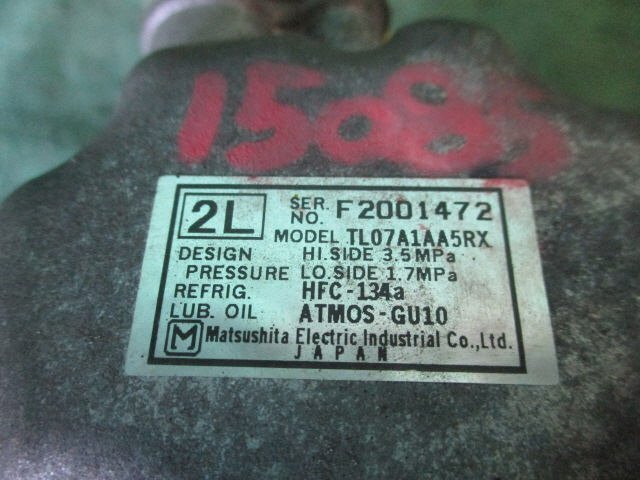 15085
2L
SER. NO. F2001472
MODEL TL07A1AA5RX
DESIGN PRESSURE HI.SIDE 3.5MPa
LO.SIDE 1.7MPa
REFRIG. HFC-134a
LUB. OIL ATMOS-GU10
M Matsushita Electric Industrial Co.,Ltd.
JAPAN